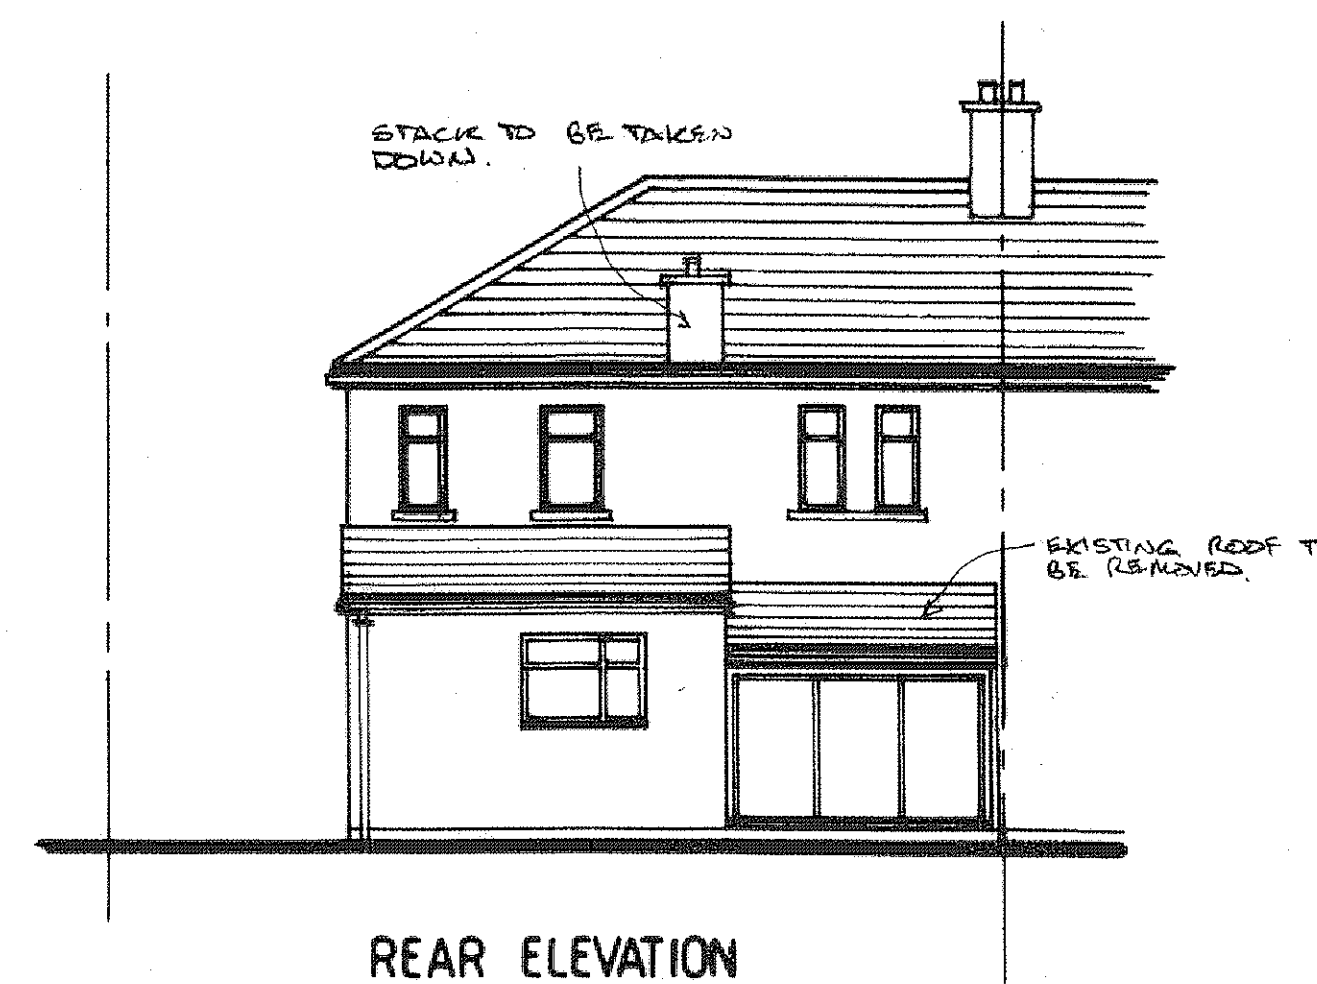 STACK TO BE TAKEN
DOWN.
EXISTING ROOF T
BE REMOVED.
REAR ELEVATION